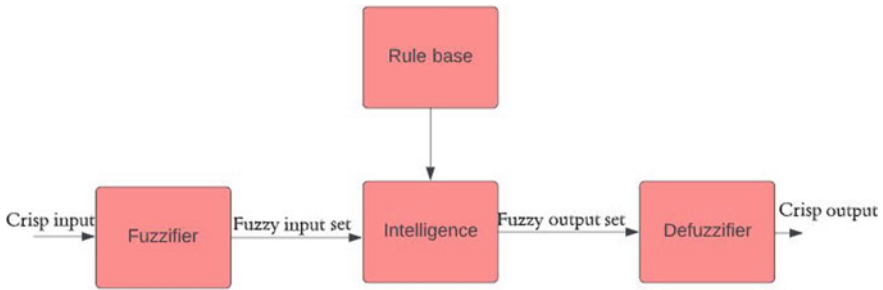 Rule base
Crisp input
Fuzzifier
Fuzzy input set
Intelligence
Fuzzy output set
Defuzzifier
Crisp output